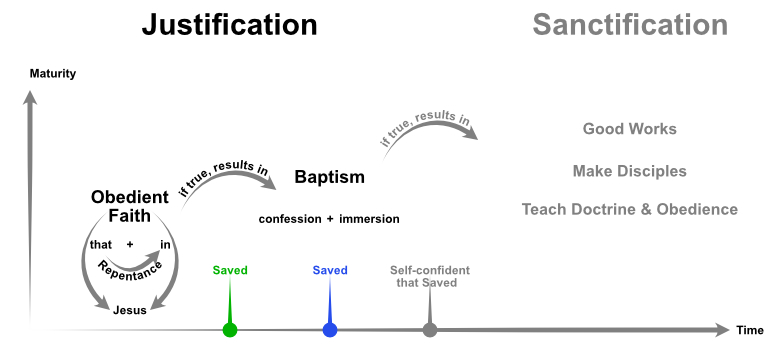 Justification
Sanctification
Maturity
if true, results in
if true, results in
Good Works
Make Disciples
Teach Doctrine & Obedience
Baptism
confession + immersion
Obedient
Faith
that + in
Repentance
Jesus
Saved
Saved
Self-confident
that Saved
Time